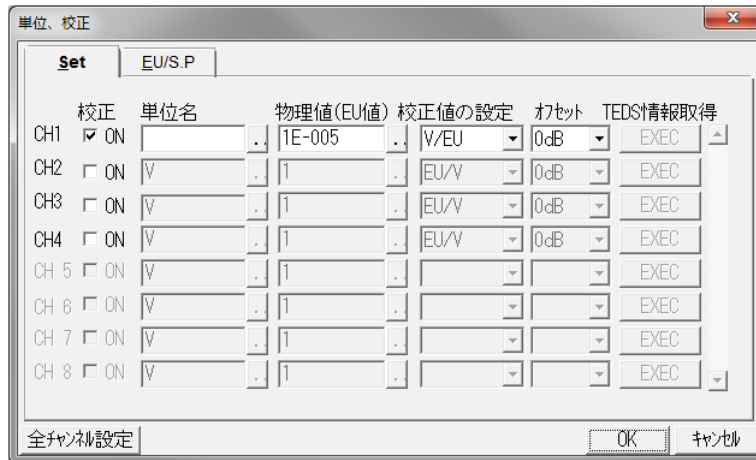 単位、校正
Set EU/S.P
校正 単位名 物理値(EU値) 校正値の設定 オフセット TEDS情報取得
CH1 ON .. 1E-005 .. V/EU 0dB EXEC
CH2 ON V .. 1 .. EU/V 0dB EXEC
CH3 ON V .. 1 .. EU/V 0dB EXEC
CH4 ON V .. 1 .. EU/V 0dB EXEC
CH 5 ON V .. 1 .. EXEC
CH 6 ON V .. 1 .. EXEC
CH 7 ON V .. 1 .. EXEC
CH 8 ON V .. 1 .. EXEC
全チャンネル設定 OK キャンセル